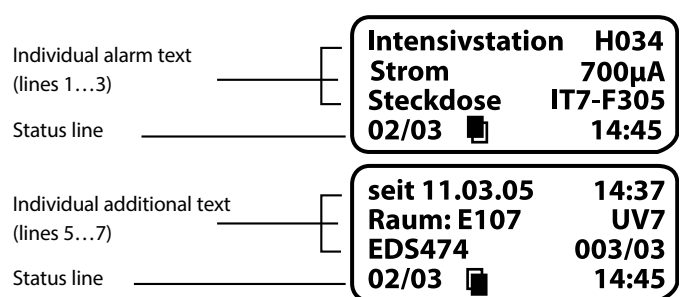 Individual alarm text
(lines 1…3)
Status line
Intensivstation H034
Strom 700µA
Steckdose IT7-F305
02/03 14:45
Individual additional text
(lines 5…7)
Status line
seit 11.03.05 14:37
Raum: E107 UV7
EDS474 003/03
02/03 14:45